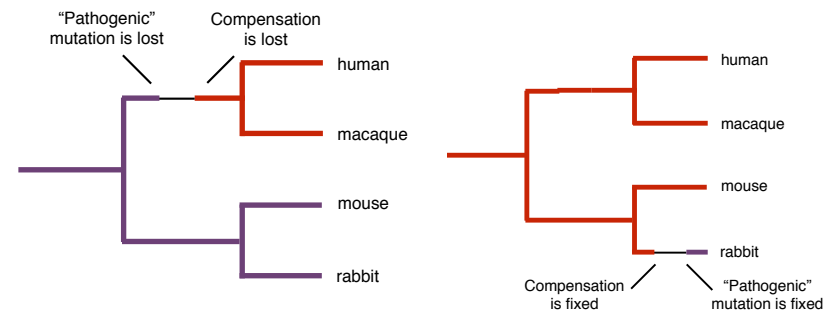 “Pathogenic”
mutation is lost
Compensation
is lost
human
macaque
mouse
rabbit
human
macaque
mouse
rabbit
Compensation
is fixed
“Pathogenic”
mutation is fixed